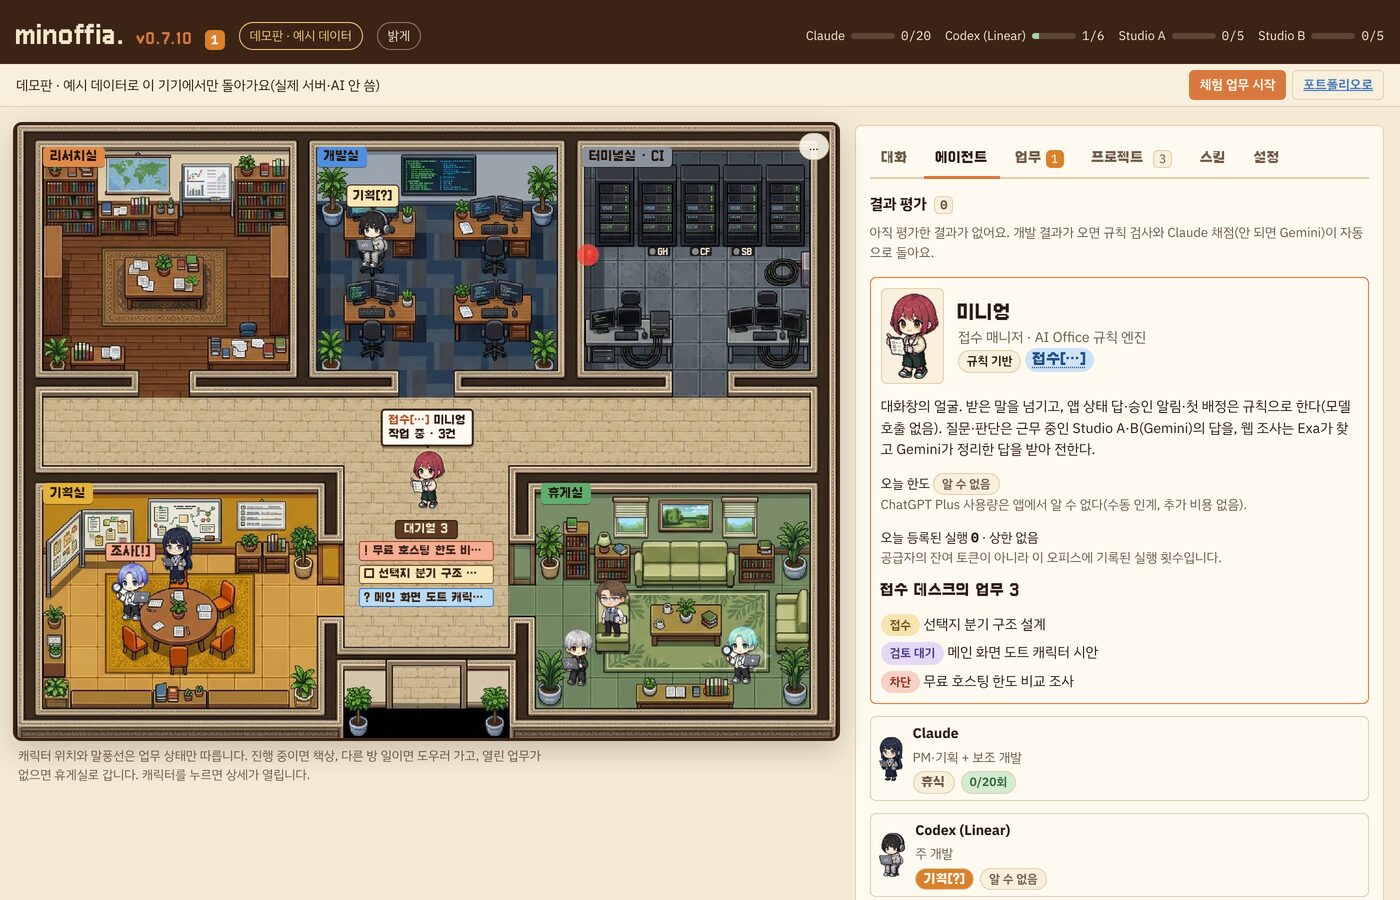 minoffia. v0.7.10 1 데모판 · 예시 데이터 밝게 Claude 0/20 Codex (Linear) 1/6 Studio A 0/5 Studio B 0/5
데모판 · 예시 데이터로 이 기기에서만 돌아가요(실제 서버·AI 안 씀) 체험 업무 시작 포트폴리오로
리서치실 개발실 터미널실 · CI ...
기획[?]
GH CF SB
접수[···] 미니엉
작업 중 · 3건
기획실 휴게실
대기열 3
조사[!]
! 무료 호스팅 한도 비···
□ 선택지 분기 구조 ···
? 메인 화면 도트 캐릭···
캐릭터 위치와 말풍선은 업무 상태만 따릅니다. 진행 중이면 책상, 다른 방 일이면 도우러 가고, 열린 업무가
없으면 휴게실로 갑니다. 캐릭터를 누르면 상세가 열립니다.
대화 에이전트 업무 1 프로젝트 3 스킬 설정
결과 평가 0
아직 평가한 결과가 없어요. 개발 결과가 오면 규칙 검사와 Claude 채점(안 되면 Gemini)이 자동
으로 돌아요.
미니엉
접수 매니저 · AI Office 규칙 엔진
규칙 기반 접수[···]
대화창의 얼굴. 받은 말을 넘기고, 앱 상태 답·승인 알림·첫 배정은 규칙으로 한다(모델
호출 없음). 질문·판단은 근무 중인 Studio A·B(Gemini)의 답을, 웹 조사는 Exa가 찾
고 Gemini가 정리한 답을 받아 전한다.
오늘 한도 알 수 없음
ChatGPT Plus 사용량은 앱에서 알 수 없다(수동 인계, 추가 비용 없음).
오늘 등록된 실행 0 · 상한 없음
공급자의 잔여 토큰이 아니라 이 오피스에 기록된 실행 횟수입니다.
접수 데스크의 업무 3
접수 선택지 분기 구조 설계
검토 대기 메인 화면 도트 캐릭터 시안
차단 무료 호스팅 한도 비교 조사
Claude
PM·기획 + 보조 개발
휴식 0/20회
Codex (Linear)
주 개발
기획[?] 알 수 없음